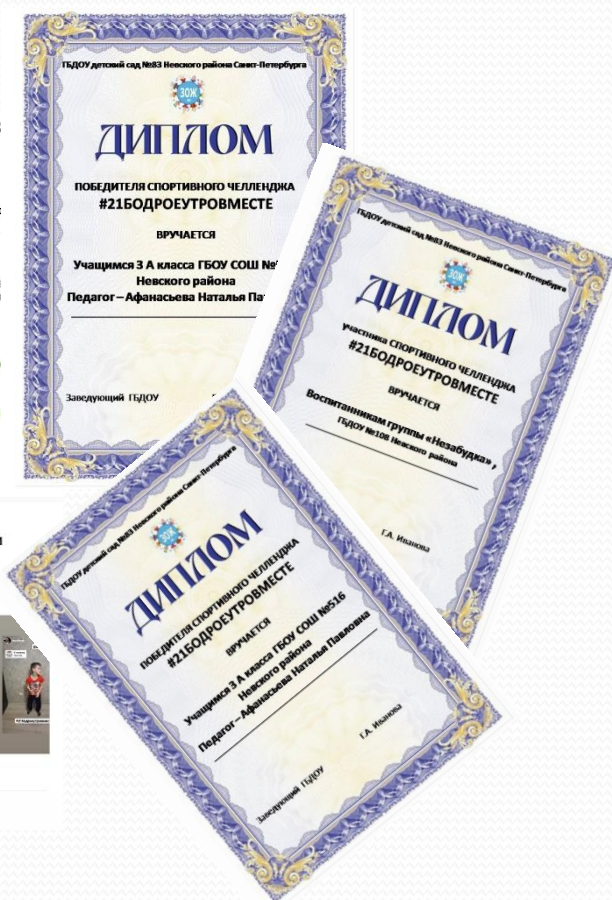 ГБДОУ детский сад №83 Невского района Санкт-Петербурга
ЗОЖ
ДИПЛОМ
ПОБЕДИТЕЛЯ СПОРТИВНОГО ЧЕЛЛЕНДЖА
#21БОДРОЕУТРОВМЕСТЕ
ВРУЧАЕТСЯ
Учащимся 3 А класса ГБОУ СОШ
Невского района
Педагог – Афанасьева Наталья
Заведующий ГБДОУ
ГБДОУ детский сад №83 Невского района Санкт-Петербурга
ЗОЖ
ДИПЛОМ
участника СПОРТИВНОГО ЧЕЛЛЕНДЖА
#21БОДРОЕУТРОВМЕСТЕ
ВРУЧАЕТСЯ
Воспитанникам группы «Незабудка» ,
ГБДОУ №108 Невского района
Г.А. Иванова
ГБДОУ детский сад №83 Невского района Санкт-Петербурга
ЗОЖ
ДИПЛОМ
ПОБЕДИТЕЛЯ СПОРТИВНОГО ЧЕЛЛЕНДЖА
#21БОДРОЕУТРОВМЕСТЕ
ВРУЧАЕТСЯ
Учащимся 3 А класса ГБОУ СОШ №516
Невского района
Педагог – Афанасьева Наталья Павловна
Заведующий ГБДОУ Г.А. Иванова